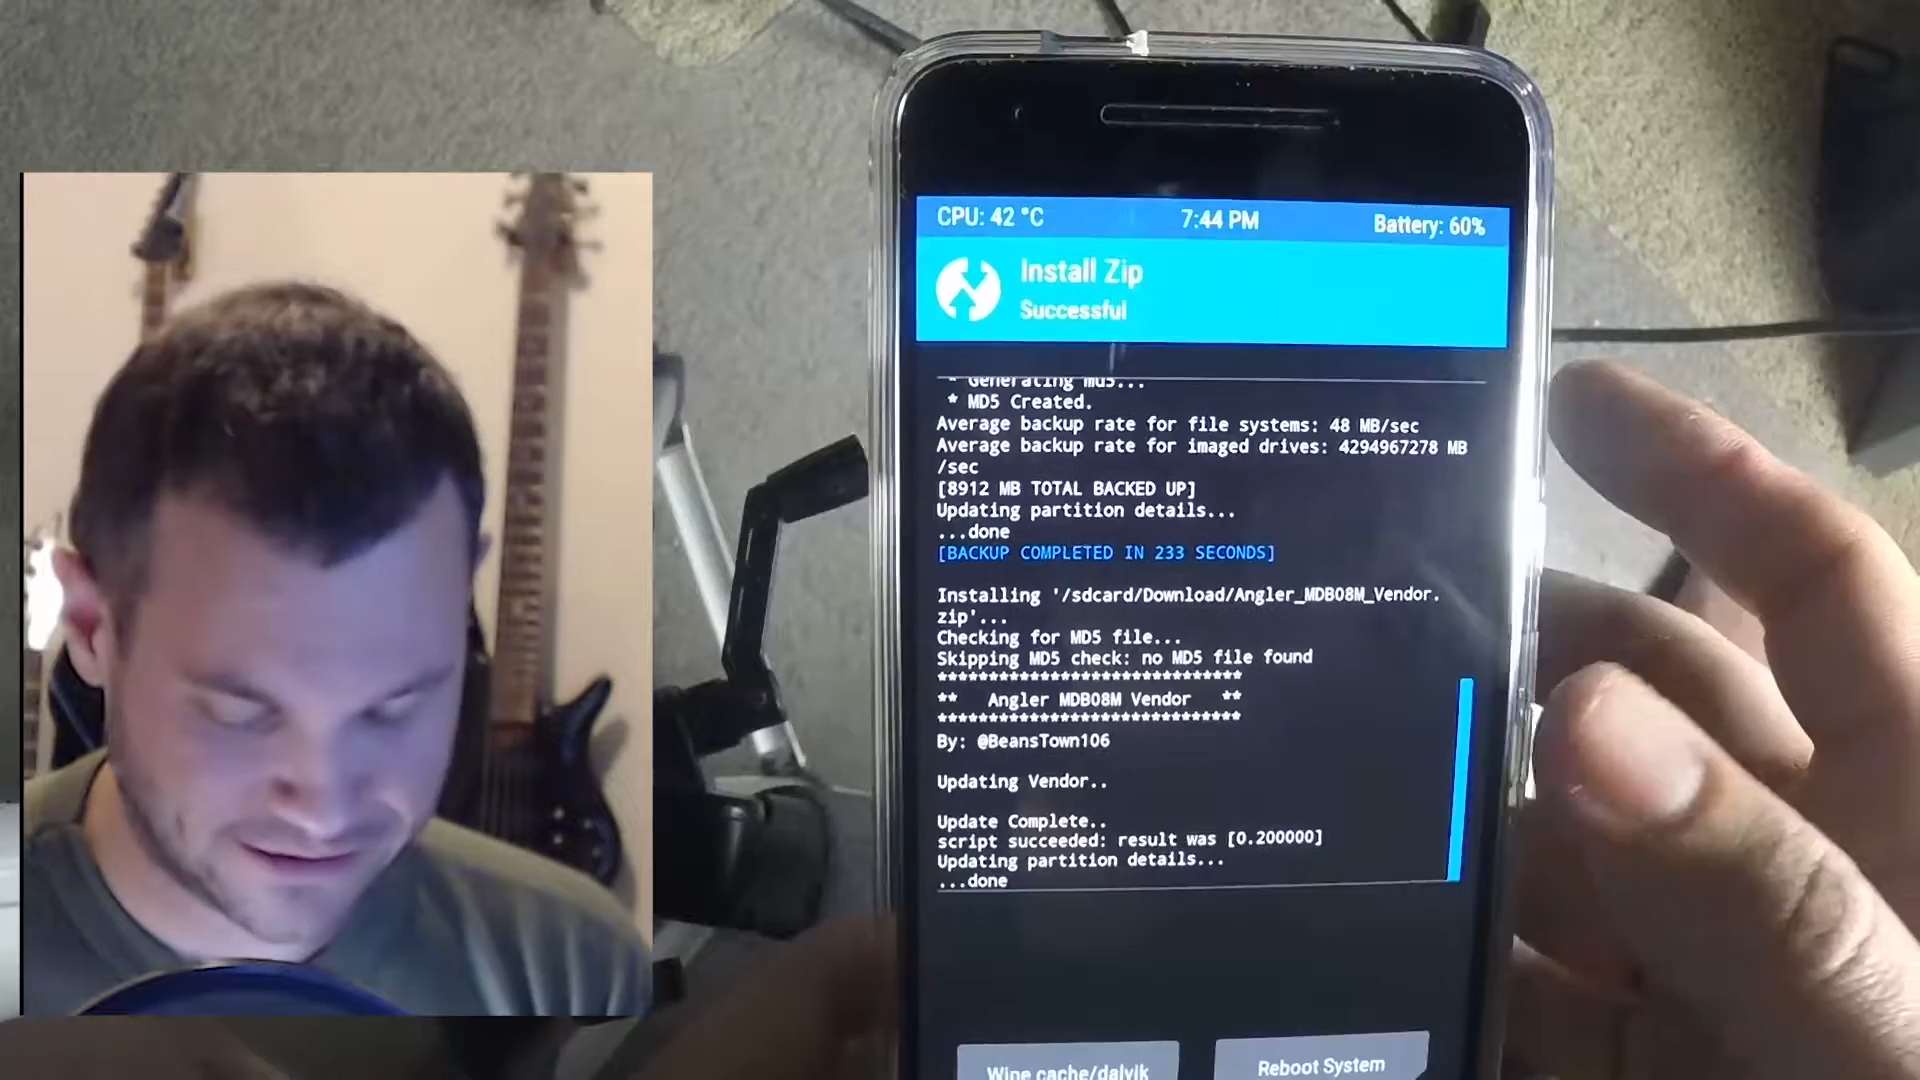 CPU: 42 °C 7:44 PM Battery: 60%
Install Zip
Successful
* Generating md5...
* MD5 Created.
Average backup rate for file systems: 48 MB/sec
Average backup rate for imaged drives: 4294967278 MB
/sec
[8912 MB TOTAL BACKED UP]
Updating partition details...
...done
[BACKUP COMPLETED IN 233 SECONDS]
Installing '/sdcard/Download/Angler_MDB08M_Vendor.
zip'...
Checking for MD5 file...
Skipping MD5 check: no MD5 file found
******************************
** Angler MDB08M Vendor **
******************************
By: @BeansTown106
Updating Vendor..
Update Complete..
script succeeded: result was [0.200000]
Updating partition details...
...done
Wipe cache/dalvik Reboot System